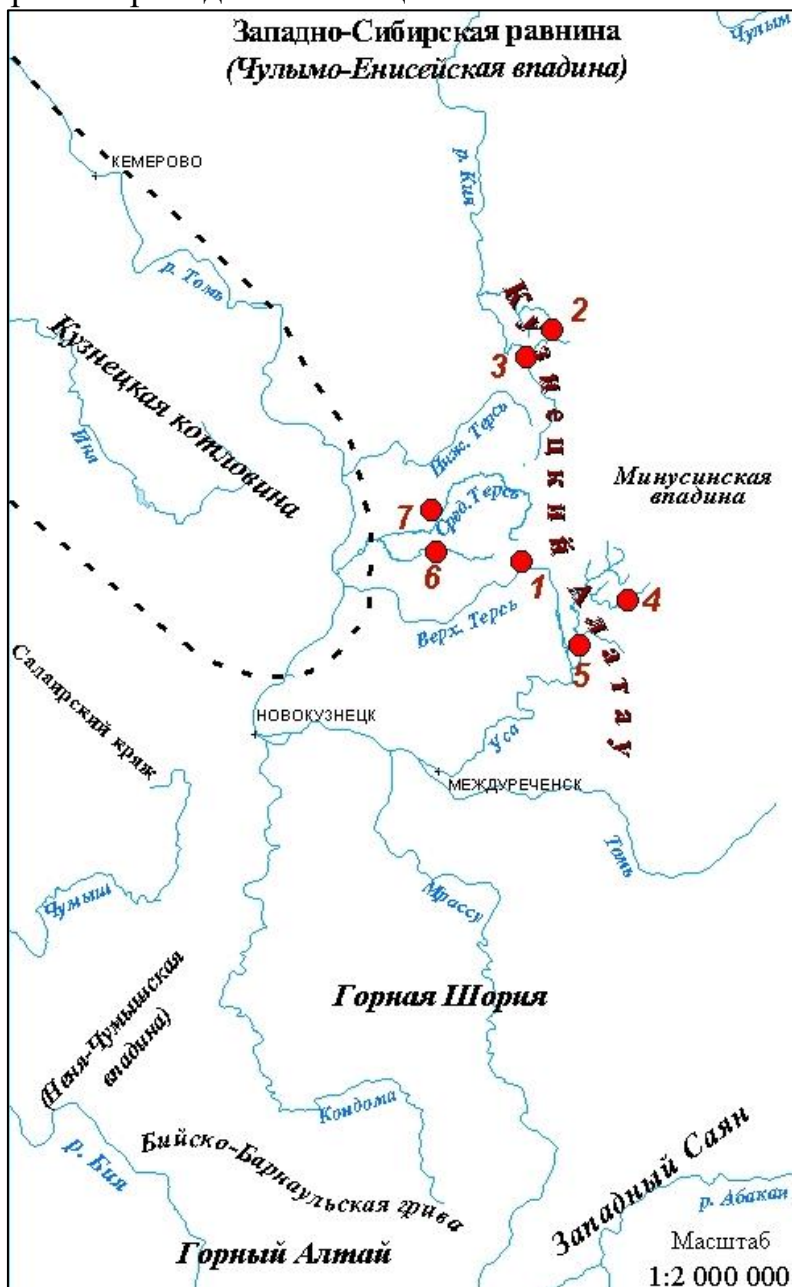 Западно-Сибирская равнина
(Чулымо-Енисейская впадина)
Чулым
КЕМЕРОВО
р. Кия
р. Томь
Кузнецкий Алатау
2
3
Кузнецкая котловина
Иня
Ниж. Терсь
Минусинская
впадина
7
Сред. Терсь
6
1
4
Верх. Терсь
5
Салаирский кряж
НОВОКУЗНЕЦК
Уса
МЕЖДУРЕЧЕНСК
Томь
Чумыш
Мрассу
Горная Шория
(Неня-Чумышская
впадина)
Кондома
р. Бия
Бийско-Барнаульская грива
Западный Саян
р. Абакан
Горный Алтай
Масштаб
1:2 000 000